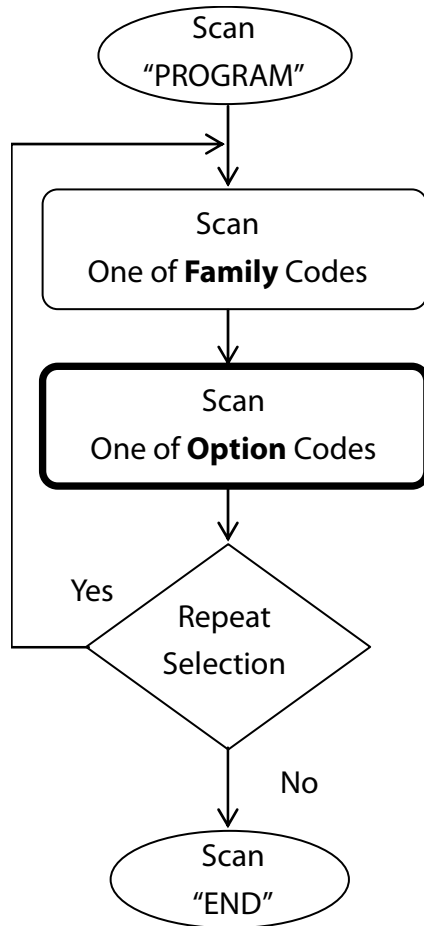 Scan
“PROGRAM”
Scan
One of Family Codes
Scan
One of Option Codes
Yes
Repeat
Selection
No
Scan
“END”